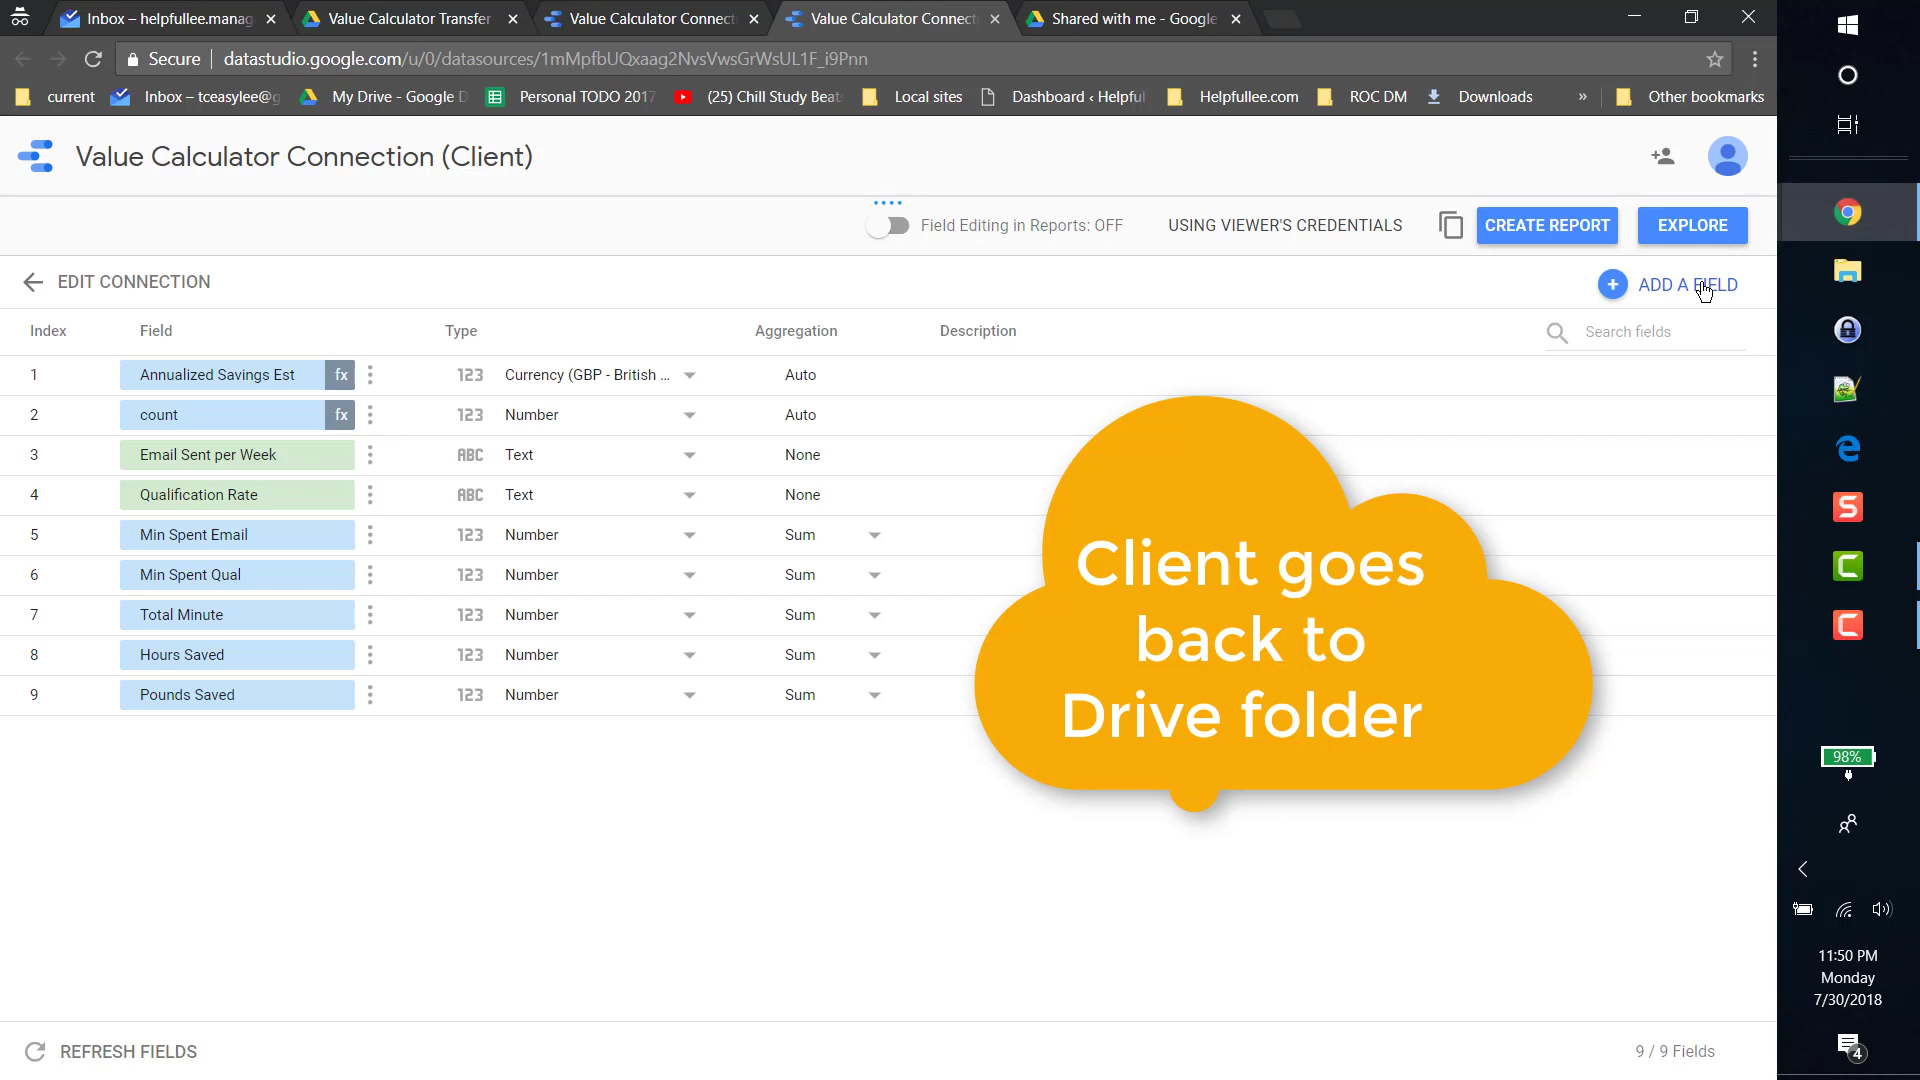 Inbox – helpfullee.manag
Value Calculator Transfer
Value Calculator Connect
Value Calculator Connect
Shared with me - Google
Secure
datastudio.google.com/u/0/datasources/1mMpfbUQxaag2NvsVwsGrWsUL1F_i9Pnn
current
Inbox – tceasylee@g
My Drive - Google D
Personal TODO 2017
(25) Chill Study Beat
Local sites
Dashboard ‹ Helpful
Helpfullee.com
ROC DM
Downloads
»
Other bookmarks
Value Calculator Connection (Client)
Field Editing in Reports: OFF
USING VIEWER'S CREDENTIALS
CREATE REPORT
EXPLORE
EDIT CONNECTION
ADD A FIELD
Index Field Type Aggregation Description
Search fields
1 Annualized Savings Est fx 123 Currency (GBP - British ... Auto
2 count fx 123 Number Auto
3 Email Sent per Week ABC Text None
4 Qualification Rate ABC Text None
5 Min Spent Email 123 Number Sum
6 Min Spent Qual 123 Number Sum
7 Total Minute 123 Number Sum
8 Hours Saved 123 Number Sum
9 Pounds Saved 123 Number Sum
Client goes
back to
Drive folder
REFRESH FIELDS
9 / 9 Fields
98%
11:50 PM
Monday
7/30/2018
4